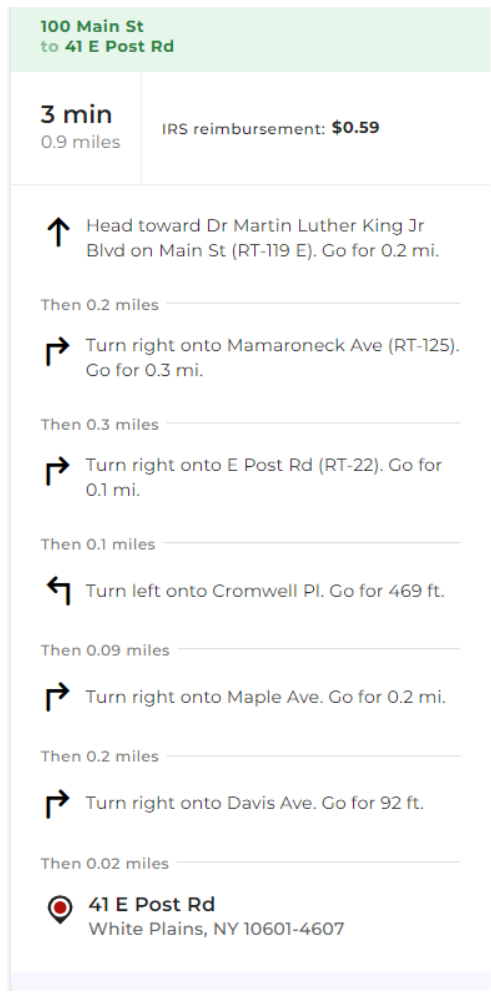 100 Main St
to 41 E Post Rd
3 min
0.9 miles
IRS reimbursement: $0.59
Head toward Dr Martin Luther King Jr
Blvd on Main St (RT-119 E). Go for 0.2 mi.
Then 0.2 miles
Turn right onto Mamaroneck Ave (RT-125).
Go for 0.3 mi.
Then 0.3 miles
Turn right onto E Post Rd (RT-22). Go for
0.1 mi.
Then 0.1 miles
Turn left onto Cromwell Pl. Go for 469 ft.
Then 0.09 miles
Turn right onto Maple Ave. Go for 0.2 mi.
Then 0.2 miles
Turn right onto Davis Ave. Go for 92 ft.
Then 0.02 miles
41 E Post Rd
White Plains, NY 10601-4607